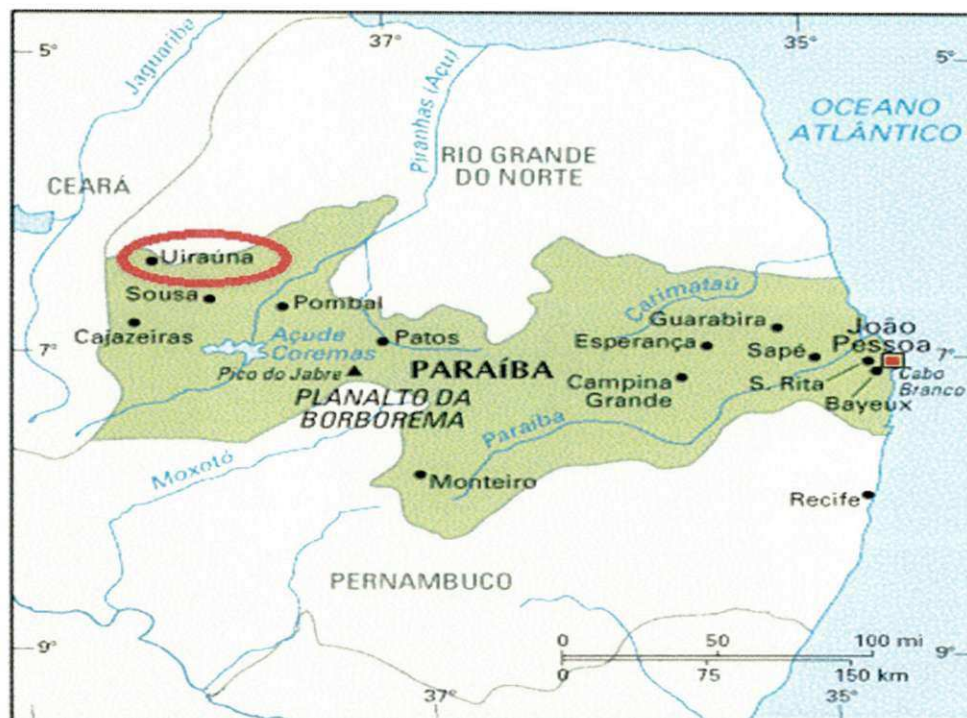 37°
35°
5°
5°
Jaguaribe
Piranhas (Açu)
OCEANO
ATLÂNTICO
RIO GRANDE
DO NORTE
CEARÁ
Uiraúna
Sousa
Pombal
Carimataú
Guarabira
João
Pessoa
Cajazeiras
Açude
Coremas
Patos
Esperança
Sapé
7°
7°
Pico do Jabre
PARAÍBA
Campina
Grande
S. Rita
Cabo
Branco
PLANALTO DA
BORBOREMA
Bayeux
Paraíba
Moxotó
Monteiro
Recife
PERNAMBUCO
0 50 100 mi
0 75 150 km
9°
9°
37°
35°